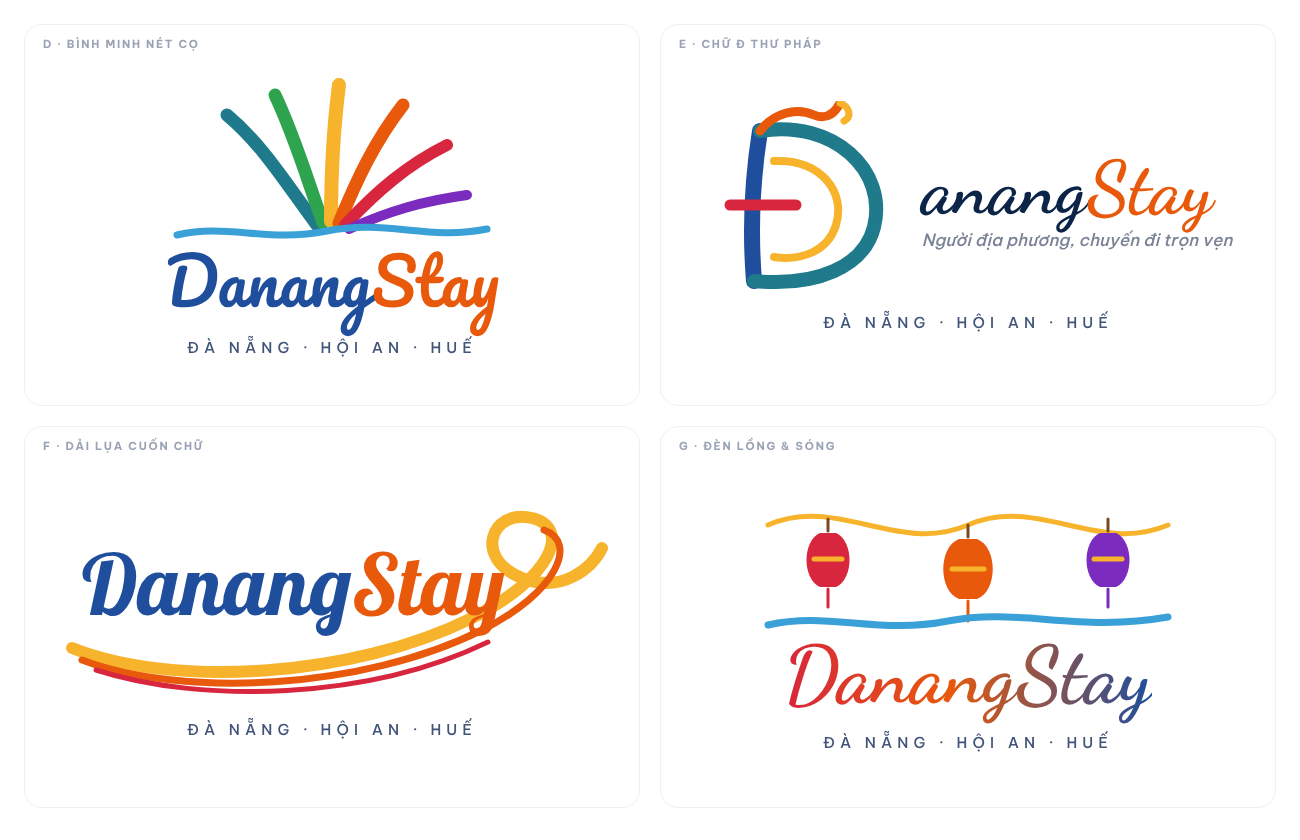 D · BÌNH MINH NÉT CỌ
DanangStay
ĐÀ NẴNG · HỘI AN · HUẾ
E · CHỮ Đ THƯ PHÁP
ĐanangStay
Người địa phương, chuyến đi trọn vẹn
ĐÀ NẴNG · HỘI AN · HUẾ
F · DẢI LỤA CUỐN CHỮ
DanangStay
ĐÀ NẴNG · HỘI AN · HUẾ
G · ĐÈN LỒNG & SÓNG
DanangStay
ĐÀ NẴNG · HỘI AN · HUẾ